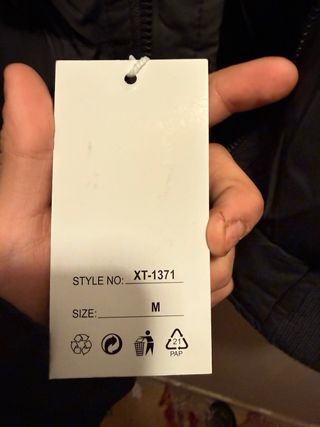 STYLE NO: XT-1371
SIZE: M
21
PAP